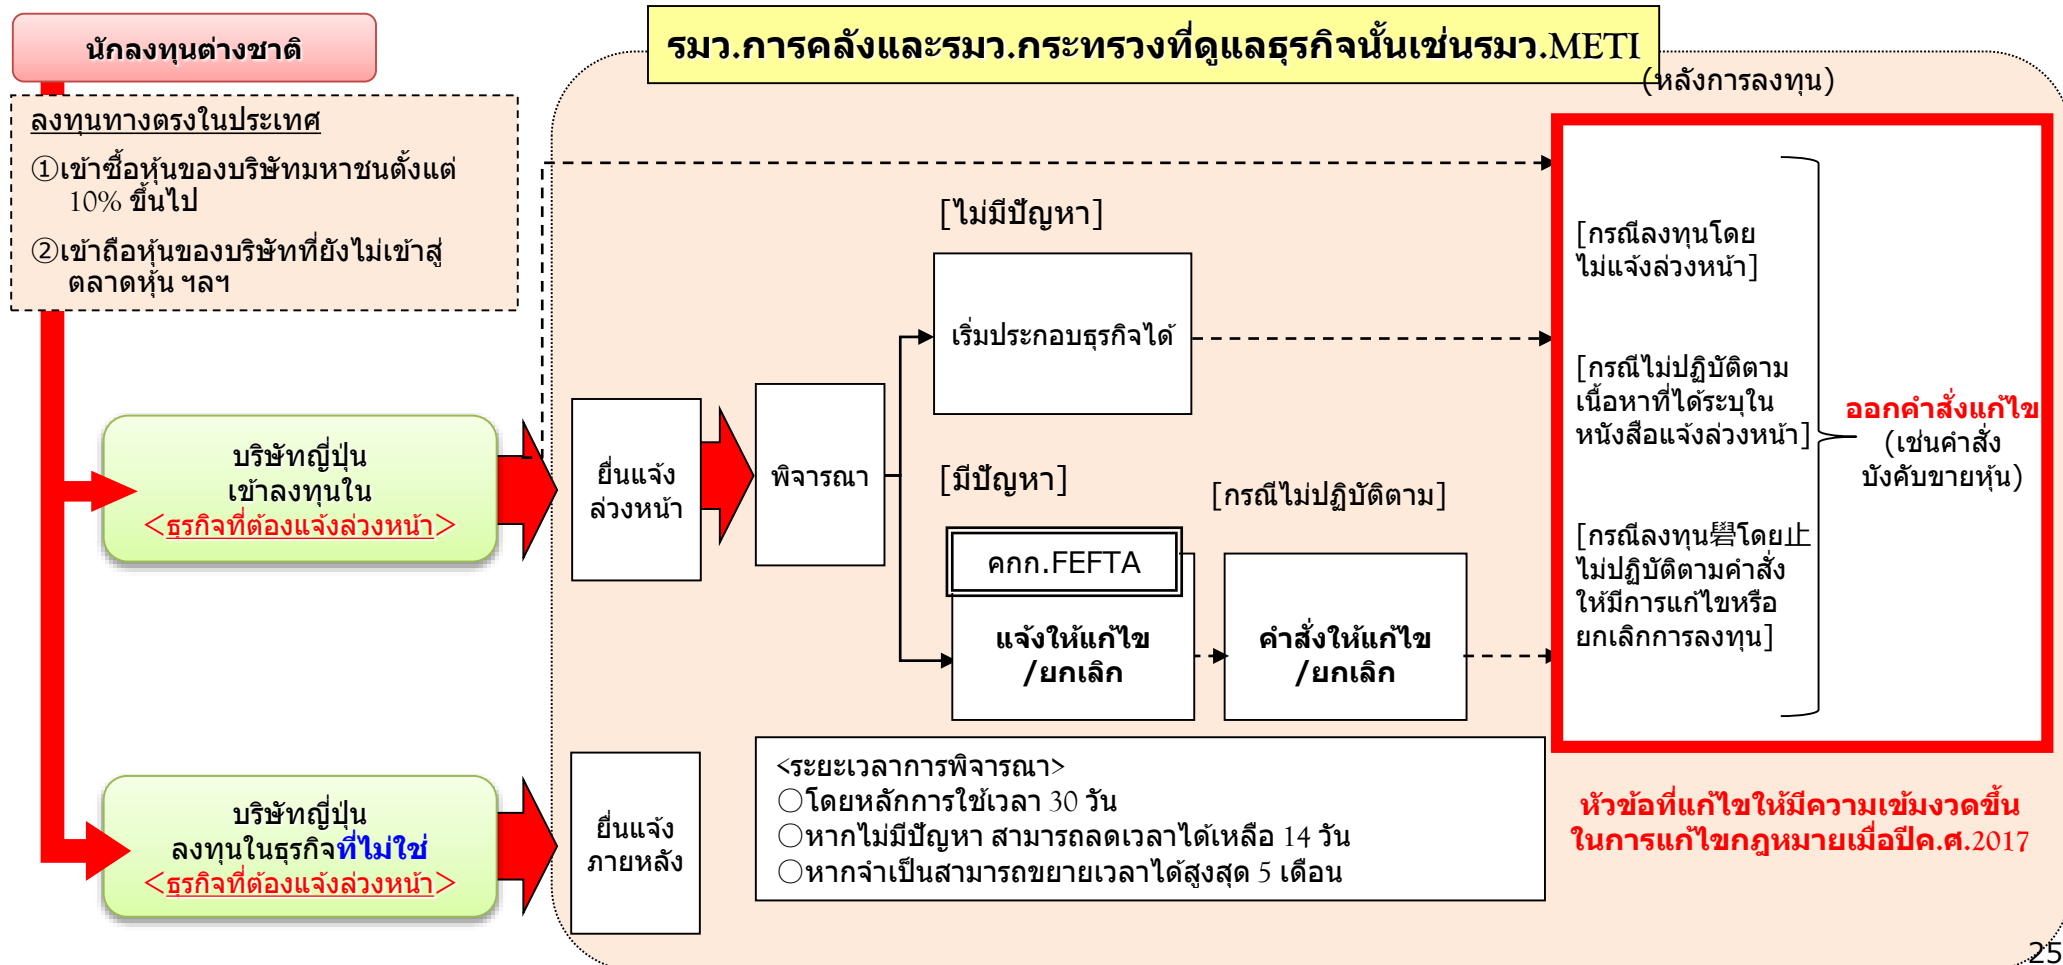 นักลงทุนต่างชาติ
ลงทุนทางตรงในประเทศ
①เข้าซื้อหุ้นของบริษัทมหาชนตั้งแต่
10% ขึ้นไป
②เข้าถือหุ้นของบริษัทที่ยังไม่เข้าสู่
ตลาดหุ้น ฯลฯ
รมว.การคลังและรมว.กระทรวงที่ดูแลธุรกิจนั้นเช่นรมว.METI
(หลังการลงทุน)
บริษัทญี่ปุ่น
เข้าลงทุนใน
<ธุรกิจที่ต้องแจ้งล่วงหน้า>
ยื่นแจ้ง
ล่วงหน้า
พิจารณา
[ไม่มีปัญหา]
เริ่มประกอบธุรกิจได้
[มีปัญหา]
คกก.FEFTA
แจ้งให้แก้ไข
/ยกเลิก
[กรณีไม่ปฏิบัติตาม]
คำสั่งให้แก้ไข
/ยกเลิก
[กรณีลงทุนโดย
ไม่แจ้งล่วงหน้า]
[กรณีไม่ปฏิบัติตาม
เนื้อหาที่ได้ระบุใน
หนังสือแจ้งล่วงหน้า]
[กรณีลงทุน礐โดย止
ไม่ปฏิบัติตามคำสั่ง
ให้มีการแก้ไขหรือ
ยกเลิกการลงทุน]
ออกคำสั่งแก้ไข
(เช่นคำสั่ง
บังคับขายหุ้น)
บริษัทญี่ปุ่น
ลงทุนในธุรกิจที่ไม่ใช่
<ธุรกิจที่ต้องแจ้งล่วงหน้า>
ยื่นแจ้ง
ภายหลัง
<ระยะเวลาการพิจารณา>
○โดยหลักการใช้เวลา 30 วัน
○หากไม่มีปัญหา สามารถลดเวลาได้เหลือ 14 วัน
○หากจำเป็นสามารถขยายเวลาได้สูงสุด 5 เดือน
หัวข้อที่แก้ไขให้มีความเข้มงวดขึ้น
ในการแก้ไขกฎหมายเมื่อปีค.ศ.2017
25